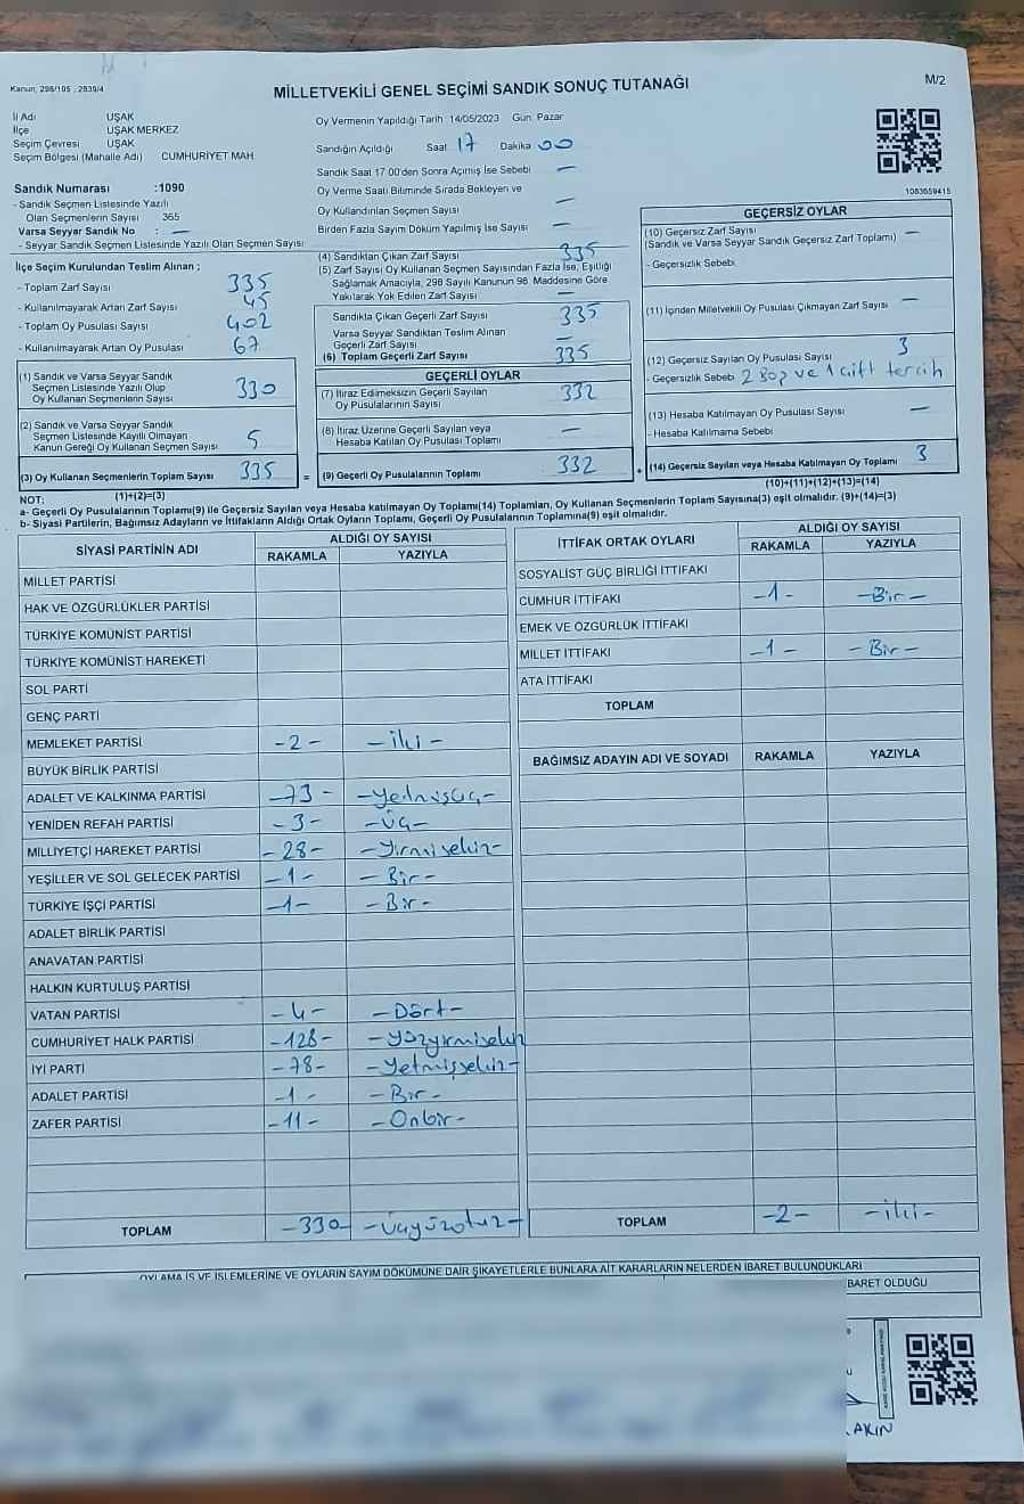 Kanun, 298/105 ; 2839/4
MİLLETVEKİLİ GENEL SEÇİMİ SANDIK SONUÇ TUTANAĞI
M/2
İl Adı UŞAK
İlçe UŞAK MERKEZ
Seçim Çevresi UŞAK
Seçim Bölgesi (Mahalle Adı) CUMHURİYET MAH.
Sandık Numarası :1090
- Sandık Seçmen Listesinde Yazılı
Olan Seçmenlerin Sayısı 365
Varsa Seyyar Sandık No : —
- Seyyar Sandık Seçmen Listesinde Yazılı Olan Seçmen Sayısı
Oy Vermenin Yapıldığı Tarih 14/05/2023 Gün Pazar
Sandığın Açıldığı Saat 17 Dakika 00
Sandık Saat 17.00'den Sonra Açılmış İse Sebebi —
Oy Verme Saati Bitiminde Sırada Bekleyen ve
Oy Kullandırılan Seçmen Sayısı —
Birden Fazla Sayım Döküm Yapılmış İse Sayısı —
1083659415
İlçe Seçim Kurulundan Teslim Alınan ;
- Toplam Zarf Sayısı 335
- Kullanılmayarak Artan Zarf Sayısı 45
- Toplam Oy Pusulası Sayısı 402
- Kullanılmayarak Artan Oy Pusulası 67
(1) Sandık ve Varsa Seyyar Sandık
Seçmen Listesinde Yazılı Olup
Oy Kullanan Seçmenlerin Sayısı 330
(2) Sandık ve Varsa Seyyar Sandık
Seçmen Listesinde Kayıtlı Olmayan
Kanun Gereği Oy Kullanan Seçmen Sayısı 5
(3) Oy Kullanan Seçmenlerin Toplam Sayısı 335
(1)+(2)=(3)
(4) Sandıktan Çıkan Zarf Sayısı 335
(5) Zarf Sayısı Oy Kullanan Seçmen Sayısından Fazla İse, Eşitliği
Sağlamak Amacıyla, 298 Sayılı Kanunun 98. Maddesine Göre
Yakılarak Yok Edilen Zarf Sayısı —
Sandıkta Çıkan Geçerli Zarf Sayısı 335
Varsa Seyyar Sandıktan Teslim Alınan
Geçerli Zarf Sayısı —
(6) Toplam Geçerli Zarf Sayısı 335
GEÇERLİ OYLAR
(7) İtiraz Edilmeksizin Geçerli Sayılan
Oy Pusulalarının Sayısı 332
(8) İtiraz Üzerine Geçerli Sayılan veya
Hesaba Katılan Oy Pusulası Toplamı —
= (9) Geçerli Oy Pusulalarının Toplamı 332
GEÇERSİZ OYLAR
(10) Geçersiz Zarf Sayısı —
(Sandık ve Varsa Seyyar Sandık Geçersiz Zarf Toplamı)
- Geçersizlik Sebebi
(11) İçinden Milletvekili Oy Pusulası Çıkmayan Zarf Sayısı —
(12) Geçersiz Sayılan Oy Pusulası Sayısı 3
- Geçersizlik Sebebi 2 Boş ve 1 çift tercih
(13) Hesaba Katılmayan Oy Pusulası Sayısı —
- Hesaba Katılmama Sebebi
+ (14) Geçersiz Sayılan veya Hesaba Katılmayan Oy Toplamı 3
(10)+(11)+(12)+(13)=(14)
NOT:
a- Geçerli Oy Pusulalarının Toplamı(9) ile Geçersiz Sayılan veya Hesaba katılmayan Oy Toplamı(14) Toplamları, Oy Kullanan Seçmenlerin Toplam Sayısına(3) eşit olmalıdır. (9)+(14)=(3)
b- Siyasi Partilerin, Bağımsız Adayların ve İttifakların Aldığı Ortak Oyların Toplamı, Geçerli Oy Pusulalarının Toplamına(9) eşit olmalıdır.
SİYASİ PARTİNİN ADI ALDIĞI OY SAYISI
RAKAMLA YAZIYLA
MİLLET PARTİSİ
HAK VE ÖZGÜRLÜKLER PARTİSİ
TÜRKİYE KOMÜNİST PARTİSİ
TÜRKİYE KOMÜNİST HAREKETİ
SOL PARTİ
GENÇ PARTİ
MEMLEKET PARTİSİ -2- -iki-
BÜYÜK BİRLİK PARTİSİ
ADALET VE KALKINMA PARTİSİ -73- -Yetmişüç-
YENİDEN REFAH PARTİSİ -3- -Üç-
MİLLİYETÇİ HAREKET PARTİSİ -28- -Yirmisekiz-
YEŞİLLER VE SOL GELECEK PARTİSİ -1- -Bir-
TÜRKİYE İŞÇİ PARTİSİ -1- -Bir-
ADALET BİRLİK PARTİSİ
ANAVATAN PARTİSİ
HALKIN KURTULUŞ PARTİSİ
VATAN PARTİSİ -4- -Dört-
CUMHURİYET HALK PARTİSİ -128- -Yüzyirmisekiz
İYİ PARTİ -78- -Yetmişsekiz-
ADALET PARTİSİ -1- -Bir-
ZAFER PARTİSİ -11- -Onbir-
TOPLAM -330- -Üçyüzotuz-
İTTİFAK ORTAK OYLARI ALDIĞI OY SAYISI
RAKAMLA YAZIYLA
SOSYALİST GÜÇ BİRLİĞİ İTTİFAKI
CUMHUR İTTİFAKI -1- -Bir-
EMEK VE ÖZGÜRLÜK İTTİFAKI
MİLLET İTTİFAKI -1- -Bir-
ATA İTTİFAKI
TOPLAM
BAĞIMSIZ ADAYIN ADI VE SOYADI RAKAMLA YAZIYLA
TOPLAM -2- -iki-
OYLAMA İŞ VE İŞLEMLERİNE VE OYLARIN SAYIM DÖKÜMÜNE DAİR ŞİKAYETLERLE BUNLARA AİT KARARLARIN NELERDEN İBARET BULUNDUKLARI
BARET OLDUĞU
AKIN